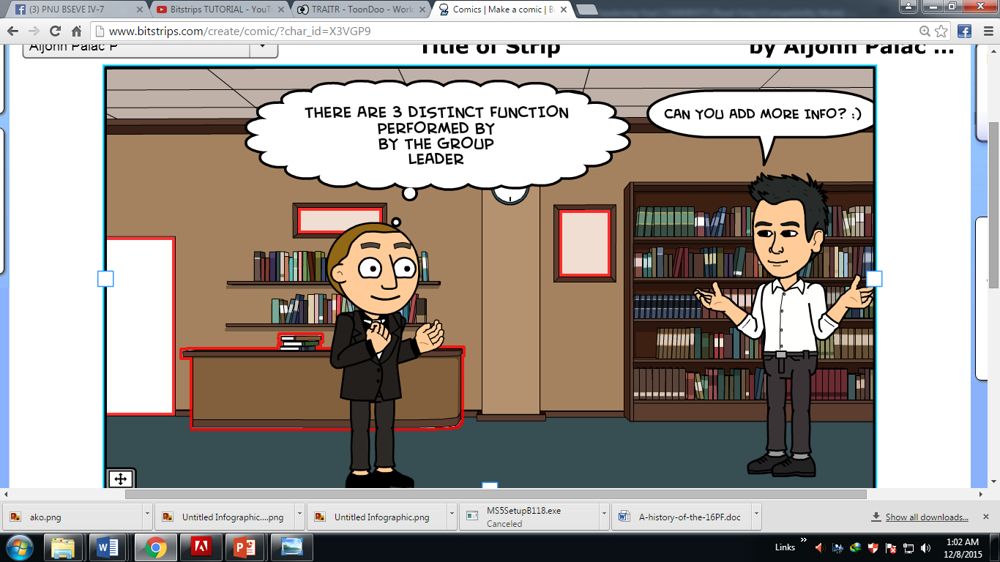 (3) PNU BSEVE IV-7
Bitstrips TUTORIAL - YouTu
TRAITR - ToonDoo - Worl
Comics | Make a comic | B
www.bitstrips.com/create/comic/?char_id=X3VGP9
Aljohn Palac P
Title of Strip
by Aljohn Palac ...
THERE ARE 3 DISTINCT FUNCTION
PERFORMED BY
BY THE GROUP
LEADER
CAN YOU ADD MORE INFO? :)
ako.png
Untitled Infographic....png
Untitled Infographic.png
MS5SetupB118.exe
Canceled
A-history-of-the-16PF.doc
Show all downloads...
Links
1:02 AM
12/8/2015